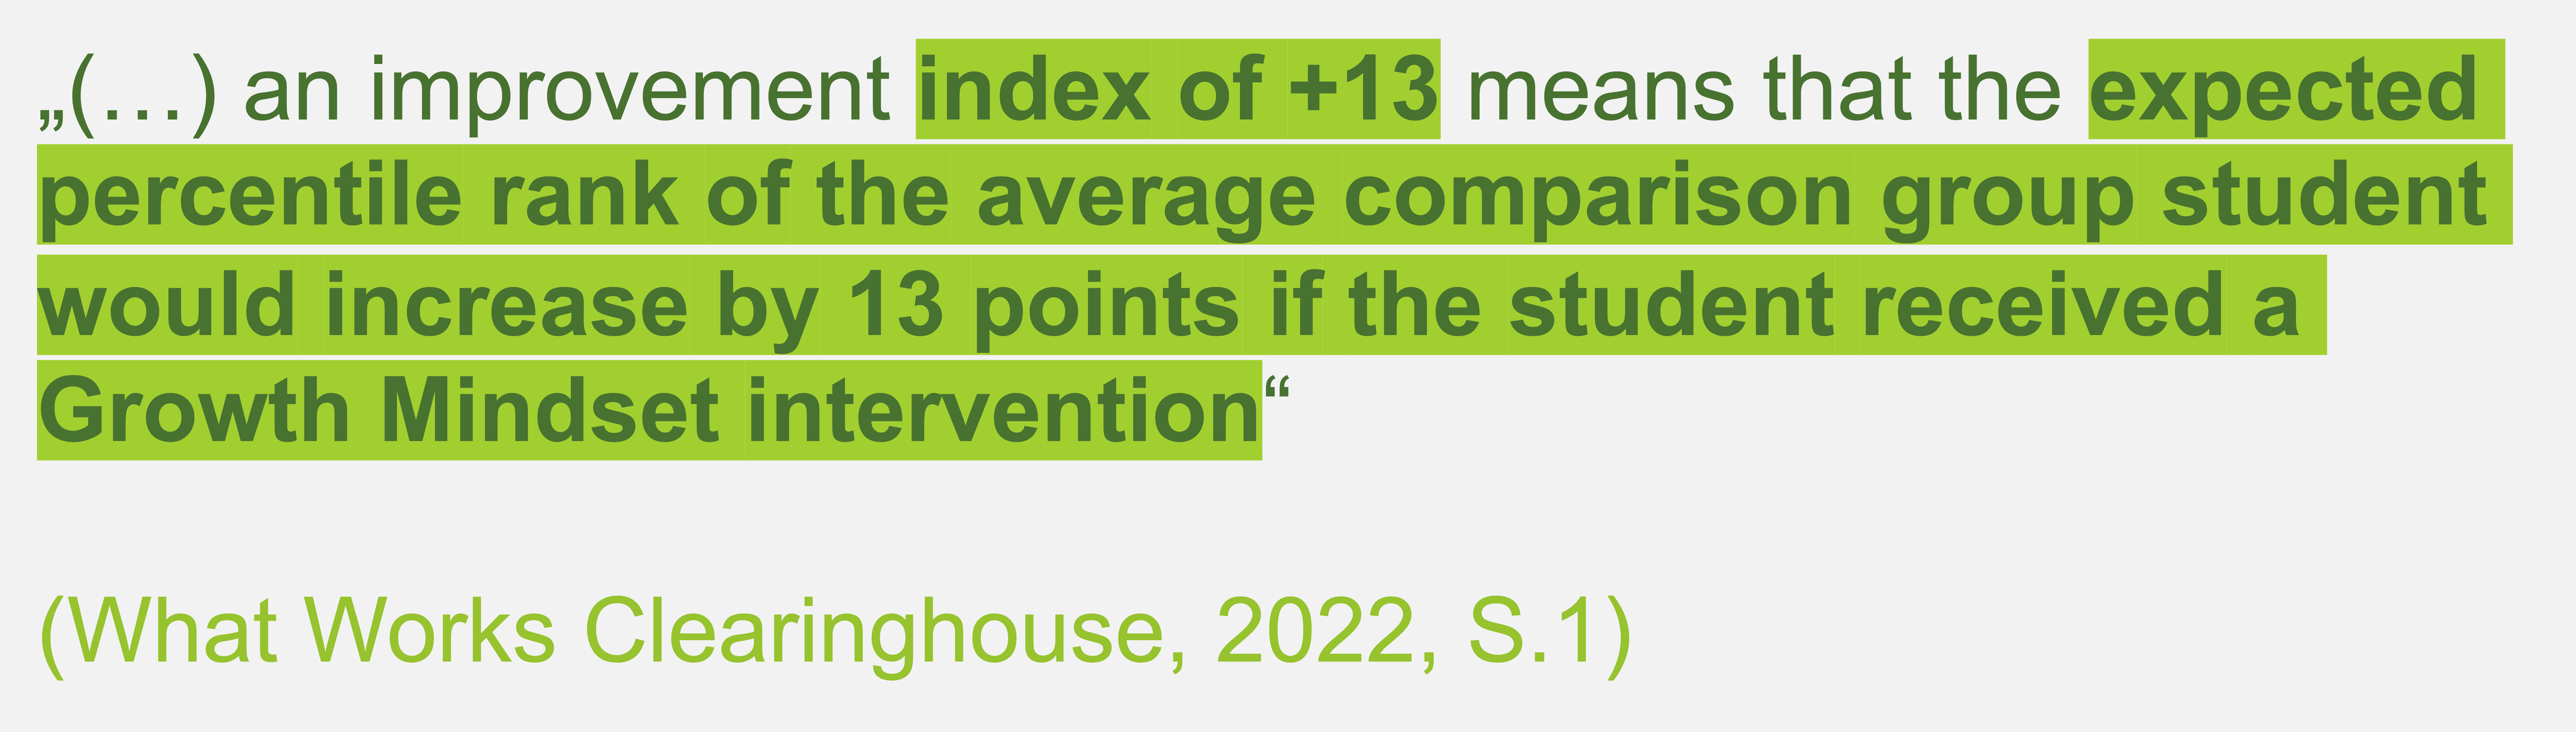 „(…) an improvement index of +13 means that the expected
percentile rank of the average comparison group student
would increase by 13 points if the student received a
Growth Mindset intervention“
(What Works Clearinghouse, 2022, S.1)